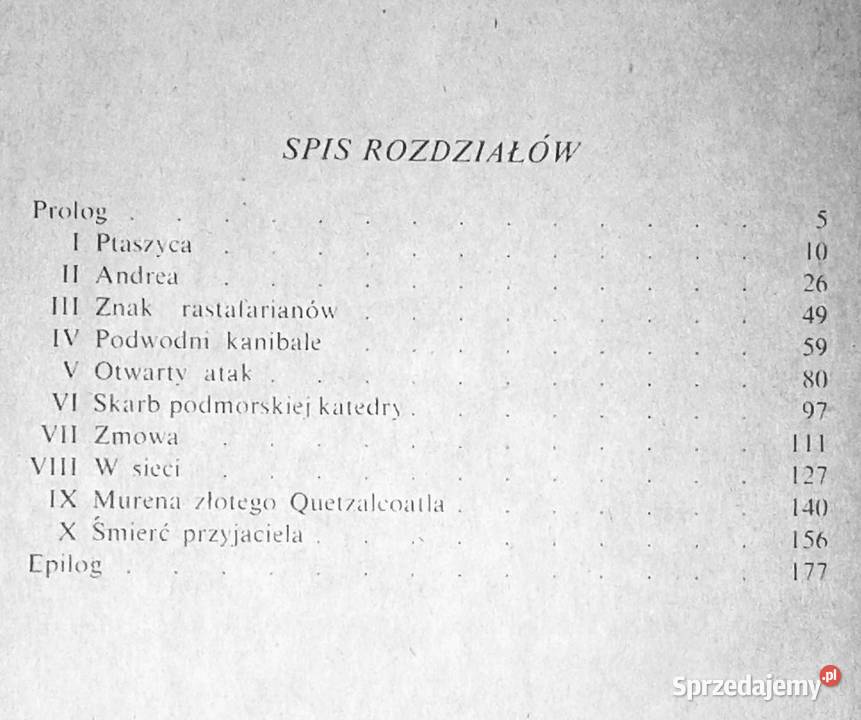 SPIS ROZDZIAŁÓW
Prolog . . . . . . . . . . . . . . 5
I Ptaszyca . . . . . . . . . . . . 10
II Andrea . . . . . . . . . . . . 26
III Znak rastafarianów . . . . . . . . . 49
IV Podwodni kanibale . . . . . . . . . 59
V Otwarty atak . . . . . . . . . . . 80
VI Skarb podmorskiej katedry . . . . . . . . 97
VII Zmowa . . . . . . . . . . . . 111
VIII W sieci . . . . . . . . . . . . 127
IX Murena złotego Quetzalcoatla . . . . . . . 140
X Śmierć przyjaciela . . . . . . . . . . 156
Epilog . . . . . . . . . . . . . . 177
Sprzedajemy.pl